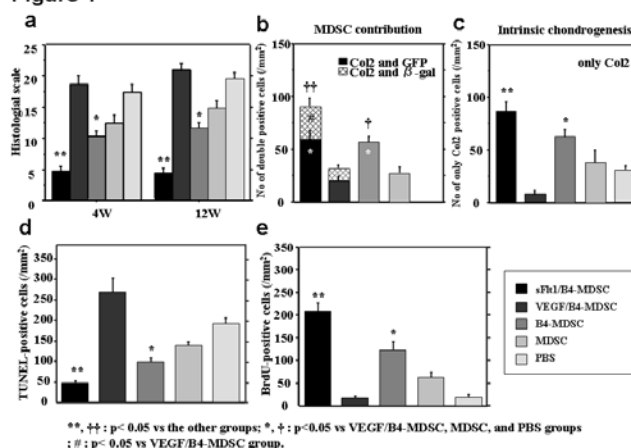 Figure 1
a
b
MDSC contribution
c
Intrinsic chondrogenesis
Histologial scale
25
20
15
10
5
0
**
*
**
*
4W
12W
No of double positive cells (/mm²)
150
100
50
0
Col2 and GFP
Col2 and β-gal
††
#
*
†
*
No of only Col2 positive cells (/mm²)
150
100
50
0
only Col2
**
*
d
TUNEL-positive cells (/mm²)
350
300
250
200
150
100
50
0
**
*
e
BrdU-positive cells (/mm²)
350
300
250
200
150
100
50
0
**
*
sFlt1/B4-MDSC
VEGF/B4-MDSC
B4-MDSC
MDSC
PBS
**, †† : p< 0.05 vs the other groups; *, † : p<0.05 vs VEGF/B4-MDSC, MDSC, and PBS groups
; # : p< 0.05 vs VEGF/B4-MDSC group.